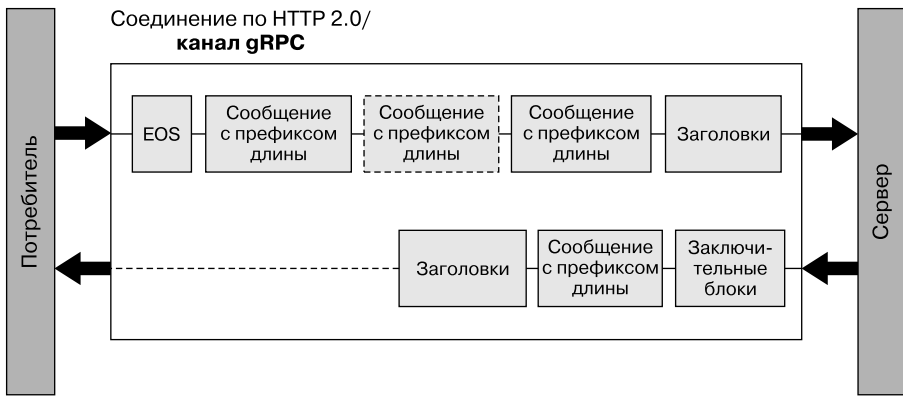 Соединение по HTTP 2.0/
канал gRPC
Потребитель
EOS
Сообщение
с префиксом
длины
Сообщение
с префиксом
длины
Сообщение
с префиксом
длины
Заголовки
Заголовки
Сообщение
с префиксом
длины
Заключи-
тельные
блоки
Сервер